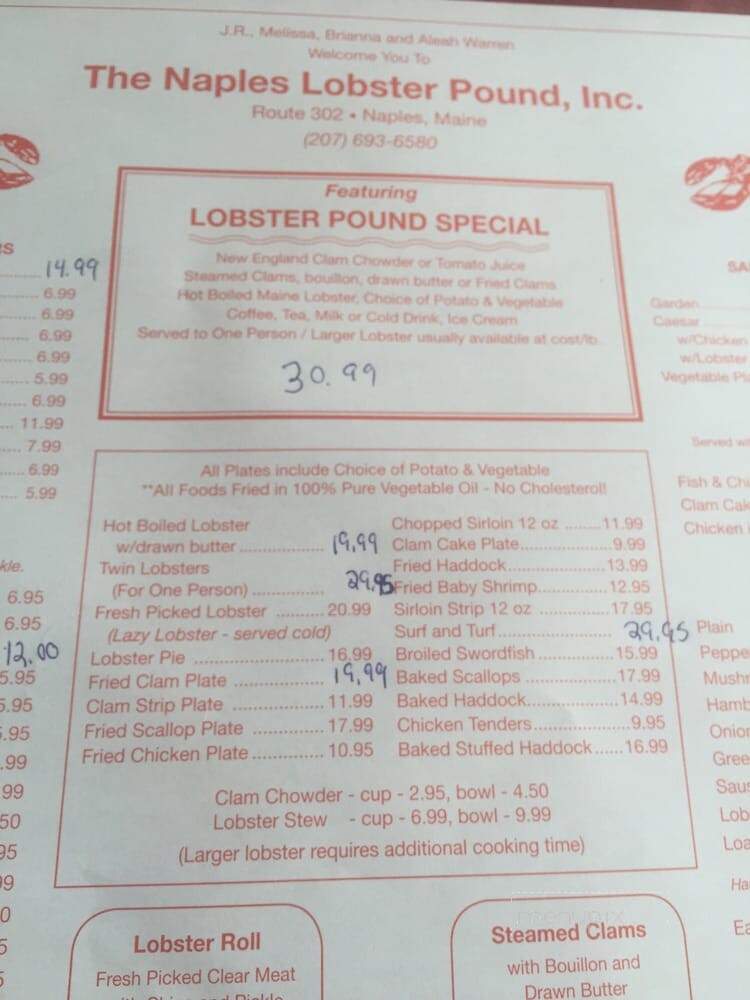 J.R., Melissa, Brianna and Aleah Warren
Welcome You To
The Naples Lobster Pound, Inc.
Route 302 • Naples, Maine
(207) 693-6580
Featuring
LOBSTER POUND SPECIAL
New England Clam Chowder or Tomato Juice
Steamed Clams, bouillon, drawn butter or Fried Clams
Hot Boiled Maine Lobster, Choice of Potato & Vegetable
Coffee, Tea, Milk or Cold Drink, Ice Cream
Served to One Person / Larger Lobster usually available at cost/lb.
30.99
All Plates include Choice of Potato & Vegetable
**All Foods Fried in 100% Pure Vegetable Oil - No Cholesterol!
Hot Boiled Lobster
w/drawn butter ................ 19.99
Twin Lobsters
(For One Person) ............. 29.95
Fresh Picked Lobster ......... 20.99
(Lazy Lobster - served cold)
Lobster Pie ......................... 16.99
Fried Clam Plate ................. 19.99
Clam Strip Plate .................. 11.99
Fried Scallop Plate .............. 17.99
Fried Chicken Plate ............. 10.95
Chopped Sirloin 12 oz ....... 11.99
Clam Cake Plate................. 9.99
Fried Haddock................... 13.99
Fried Baby Shrimp............. 12.95
Sirloin Strip 12 oz ............. 17.95
Surf and Turf..................... 29.95
Broiled Swordfish............... 15.99
Baked Scallops ................. 17.99
Baked Haddock................. 14.99
Chicken Tenders................. 9.95
Baked Stuffed Haddock...... 16.99
Clam Chowder - cup - 2.95, bowl - 4.50
Lobster Stew - cup - 6.99, bowl - 9.99
(Larger lobster requires additional cooking time)
Lobster Roll
Fresh Picked Clear Meat
Steamed Clams
with Bouillon and
Drawn Butter
14.99
6.99
6.99
6.99
6.99
5.99
6.99
11.99
7.99
6.99
5.99
6.95
6.95
12.00
5.95
5.95
.95
.99
99
50
95
Garden
Caesar
w/Chicken
w/Lobster
Vegetable
Served
Fish &
Clam
Chicken
Plain